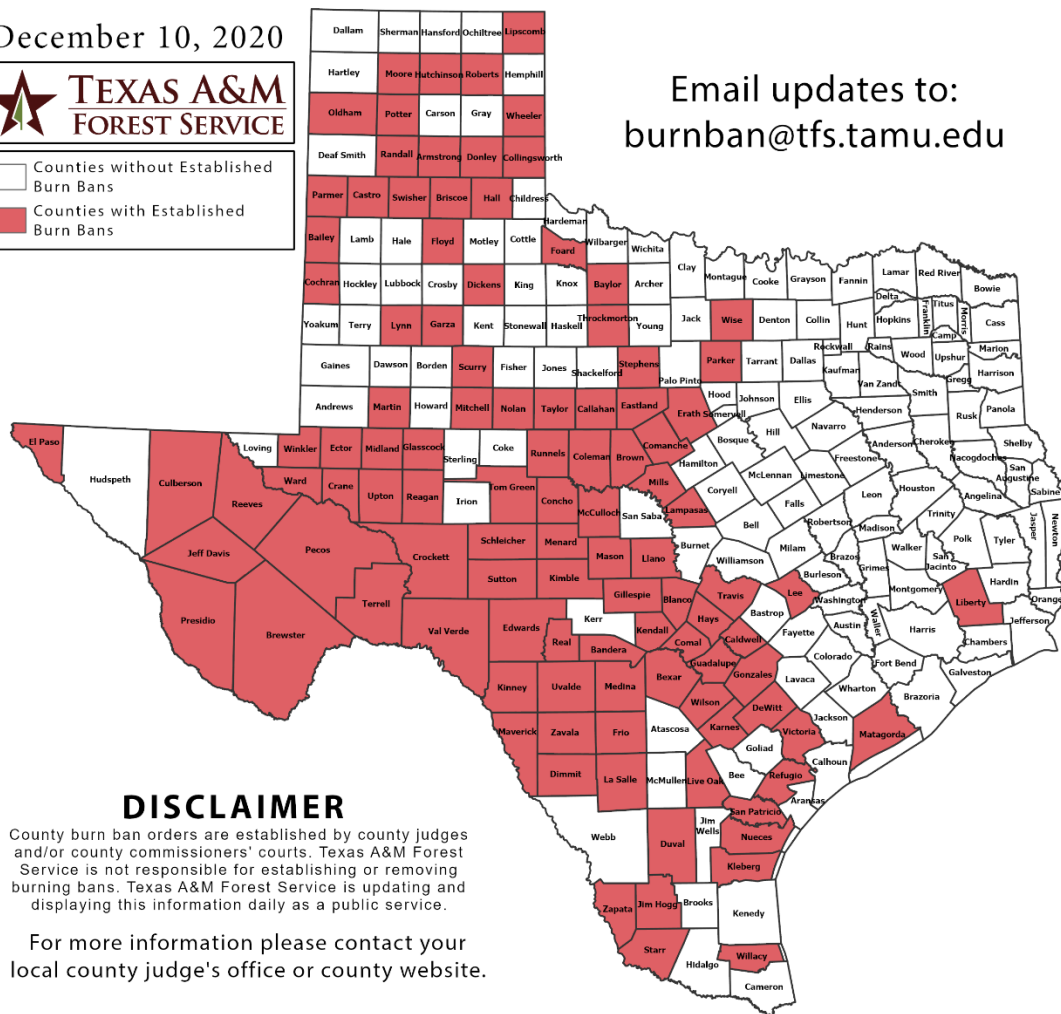 December 10, 2020
TEXAS A&M
FOREST SERVICE
Counties without Established
Burn Bans
Counties with Established
Burn Bans
Email updates to:
burnban@tfs.tamu.edu
Dallam Sherman Hansford Ochiltree Lipscomb
Hartley Moore Hutchinson Roberts Hemphill
Oldham Potter Carson Gray Wheeler
Deaf Smith Randall Armstrong Donley Collingsworth
Parmer Castro Swisher Briscoe Hall Childress
Hardeman
Bailey Lamb Hale Floyd Motley Cottle Foard Wilbarger Wichita
Clay Montague Cooke Grayson Fannin Lamar Red River Bowie
Cochran Hockley Lubbock Crosby Dickens King Knox Baylor Archer
Delta Titus Franklin Morris Cass
Yoakum Terry Lynn Garza Kent Stonewall Haskell Throckmorton Young Jack Wise Denton Collin Hunt Hopkins
Camp Marion
Rockwall Rains Wood Upshur Harrison
Gaines Dawson Borden Scurry Fisher Jones Shackelford Stephens Palo Pinto Parker Tarrant Dallas Kaufman Van Zandt Gregg
Smith
Andrews Martin Howard Mitchell Nolan Taylor Callahan Eastland Erath Hood Somervell Johnson Ellis Henderson Rusk Panola
El Paso Hudspeth Culberson Loving Winkler Ector Midland Glasscock Sterling Coke Runnels Coleman Brown Comanche Hamilton Bosque Hill Navarro Anderson Cherokee Nacogdoches Shelby
Freestone San Augustine Sabine
Reeves Ward Crane Upton Reagan Irion Tom Green Concho McCulloch San Saba Mills Lampasas Coryell McLennan Limestone Falls Leon Houston Angelina
Trinity Jasper Newton
Bell Robertson Madison
Jeff Davis Pecos Crockett Schleicher Menard Mason Llano Burnet Williamson Milam Brazos Grimes Walker San Jacinto Polk Tyler
Sutton Kimble Burleson Montgomery Liberty Hardin Orange
Presidio Brewster Terrell Val Verde Edwards Kerr Gillespie Blanco Travis Hays Bastrop Lee Washington Austin Waller Harris Jefferson
Real Bandera Kendall Comal Caldwell Fayette Chambers
Guadalupe Gonzales Colorado Fort Bend Galveston
Kinney Uvalde Medina Bexar Wilson Lavaca Wharton Brazoria
Maverick Zavala Frio Atascosa Karnes DeWitt Jackson Matagorda
Victoria Goliad Calhoun
Dimmit La Salle McMullen Live Oak Bee Refugio Aransas
San Patricio
Webb Duval Jim Wells Nueces
Kleberg
Zapata Jim Hogg Brooks Kenedy
Starr Hidalgo Willacy
Cameron
DISCLAIMER
County burn ban orders are established by county judges
and/or county commissioners' courts. Texas A&M Forest
Service is not responsible for establishing or removing
burning bans. Texas A&M Forest Service is updating and
displaying this information daily as a public service.
For more information please contact your
local county judge's office or county website.